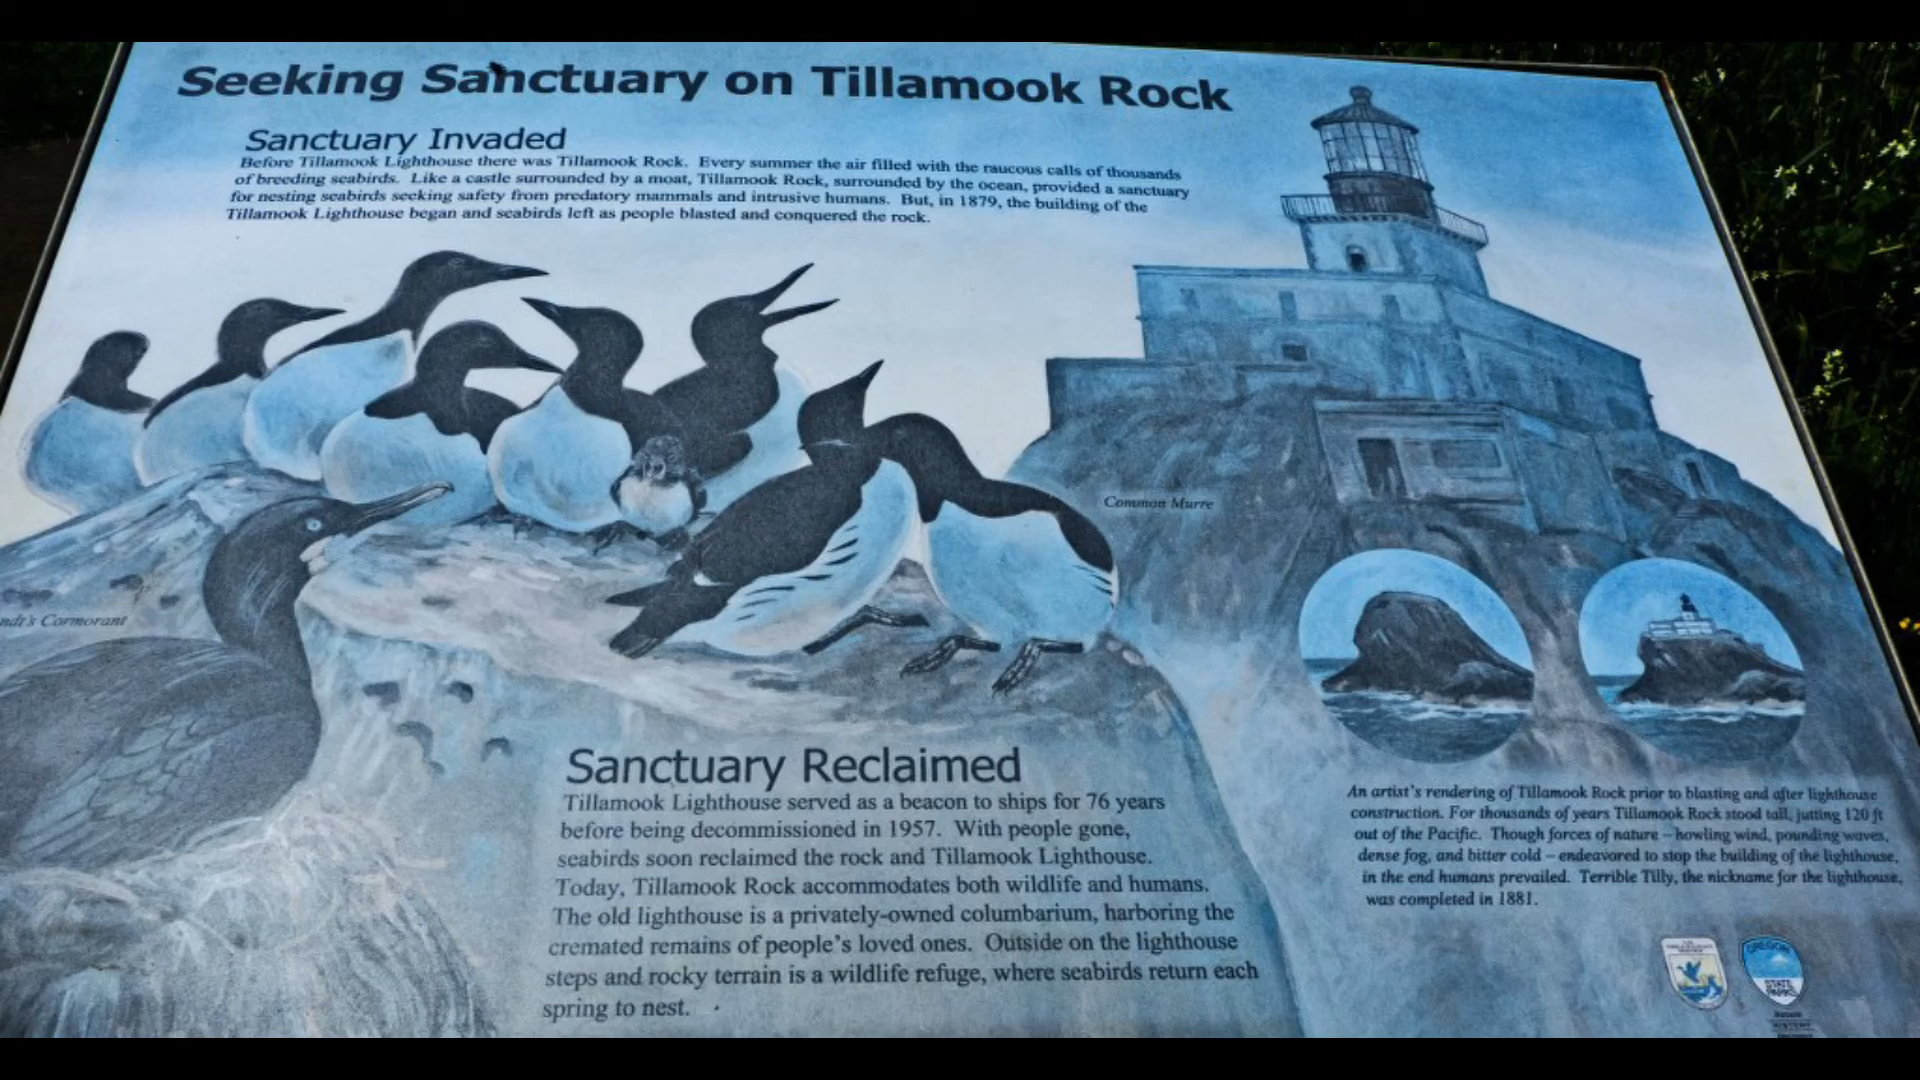 Seeking Sanctuary on Tillamook Rock
Sanctuary Invaded
Before Tillamook Lighthouse there was Tillamook Rock. Every summer the air filled with the raucous calls of thousands
of breeding seabirds. Like a castle surrounded by a moat, Tillamook Rock, surrounded by the ocean, provided a sanctuary
for nesting seabirds seeking safety from predatory mammals and intrusive humans. But, in 1879, the building of the
Tillamook Lighthouse began and seabirds left as people blasted and conquered the rock.
Common Murre
ndt's Cormorant
Sanctuary Reclaimed
Tillamook Lighthouse served as a beacon to ships for 76 years
before being decommissioned in 1957. With people gone,
seabirds soon reclaimed the rock and Tillamook Lighthouse.
Today, Tillamook Rock accommodates both wildlife and humans.
The old lighthouse is a privately-owned columbarium, harboring the
cremated remains of people's loved ones. Outside on the lighthouse
steps and rocky terrain is a wildlife refuge, where seabirds return each
spring to nest.
An artist's rendering of Tillamook Rock prior to blasting and after lighthouse
construction. For thousands of years Tillamook Rock stood tall, jutting 120 ft
out of the Pacific. Though forces of nature – howling wind, pounding waves,
dense fog, and bitter cold – endeavored to stop the building of the lighthouse,
in the end humans prevailed. Terrible Tilly, the nickname for the lighthouse,
was completed in 1881.
OREGON
STATE
PARKS
HISTORY